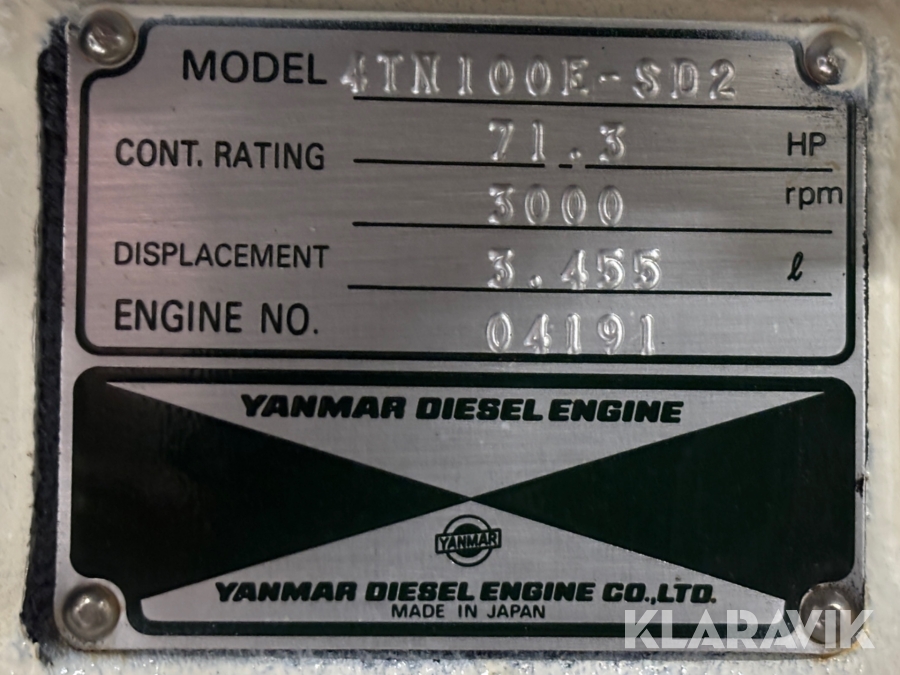 MODEL 4TN100E-SD2
CONT. RATING 71.3 HP
3000 rpm
DISPLACEMENT 3.455 ℓ
ENGINE NO. 04191
YANMAR DIESEL ENGINE
YANMAR
YANMAR DIESEL ENGINE CO.,LTD.
MADE IN JAPAN
KLARAVIK